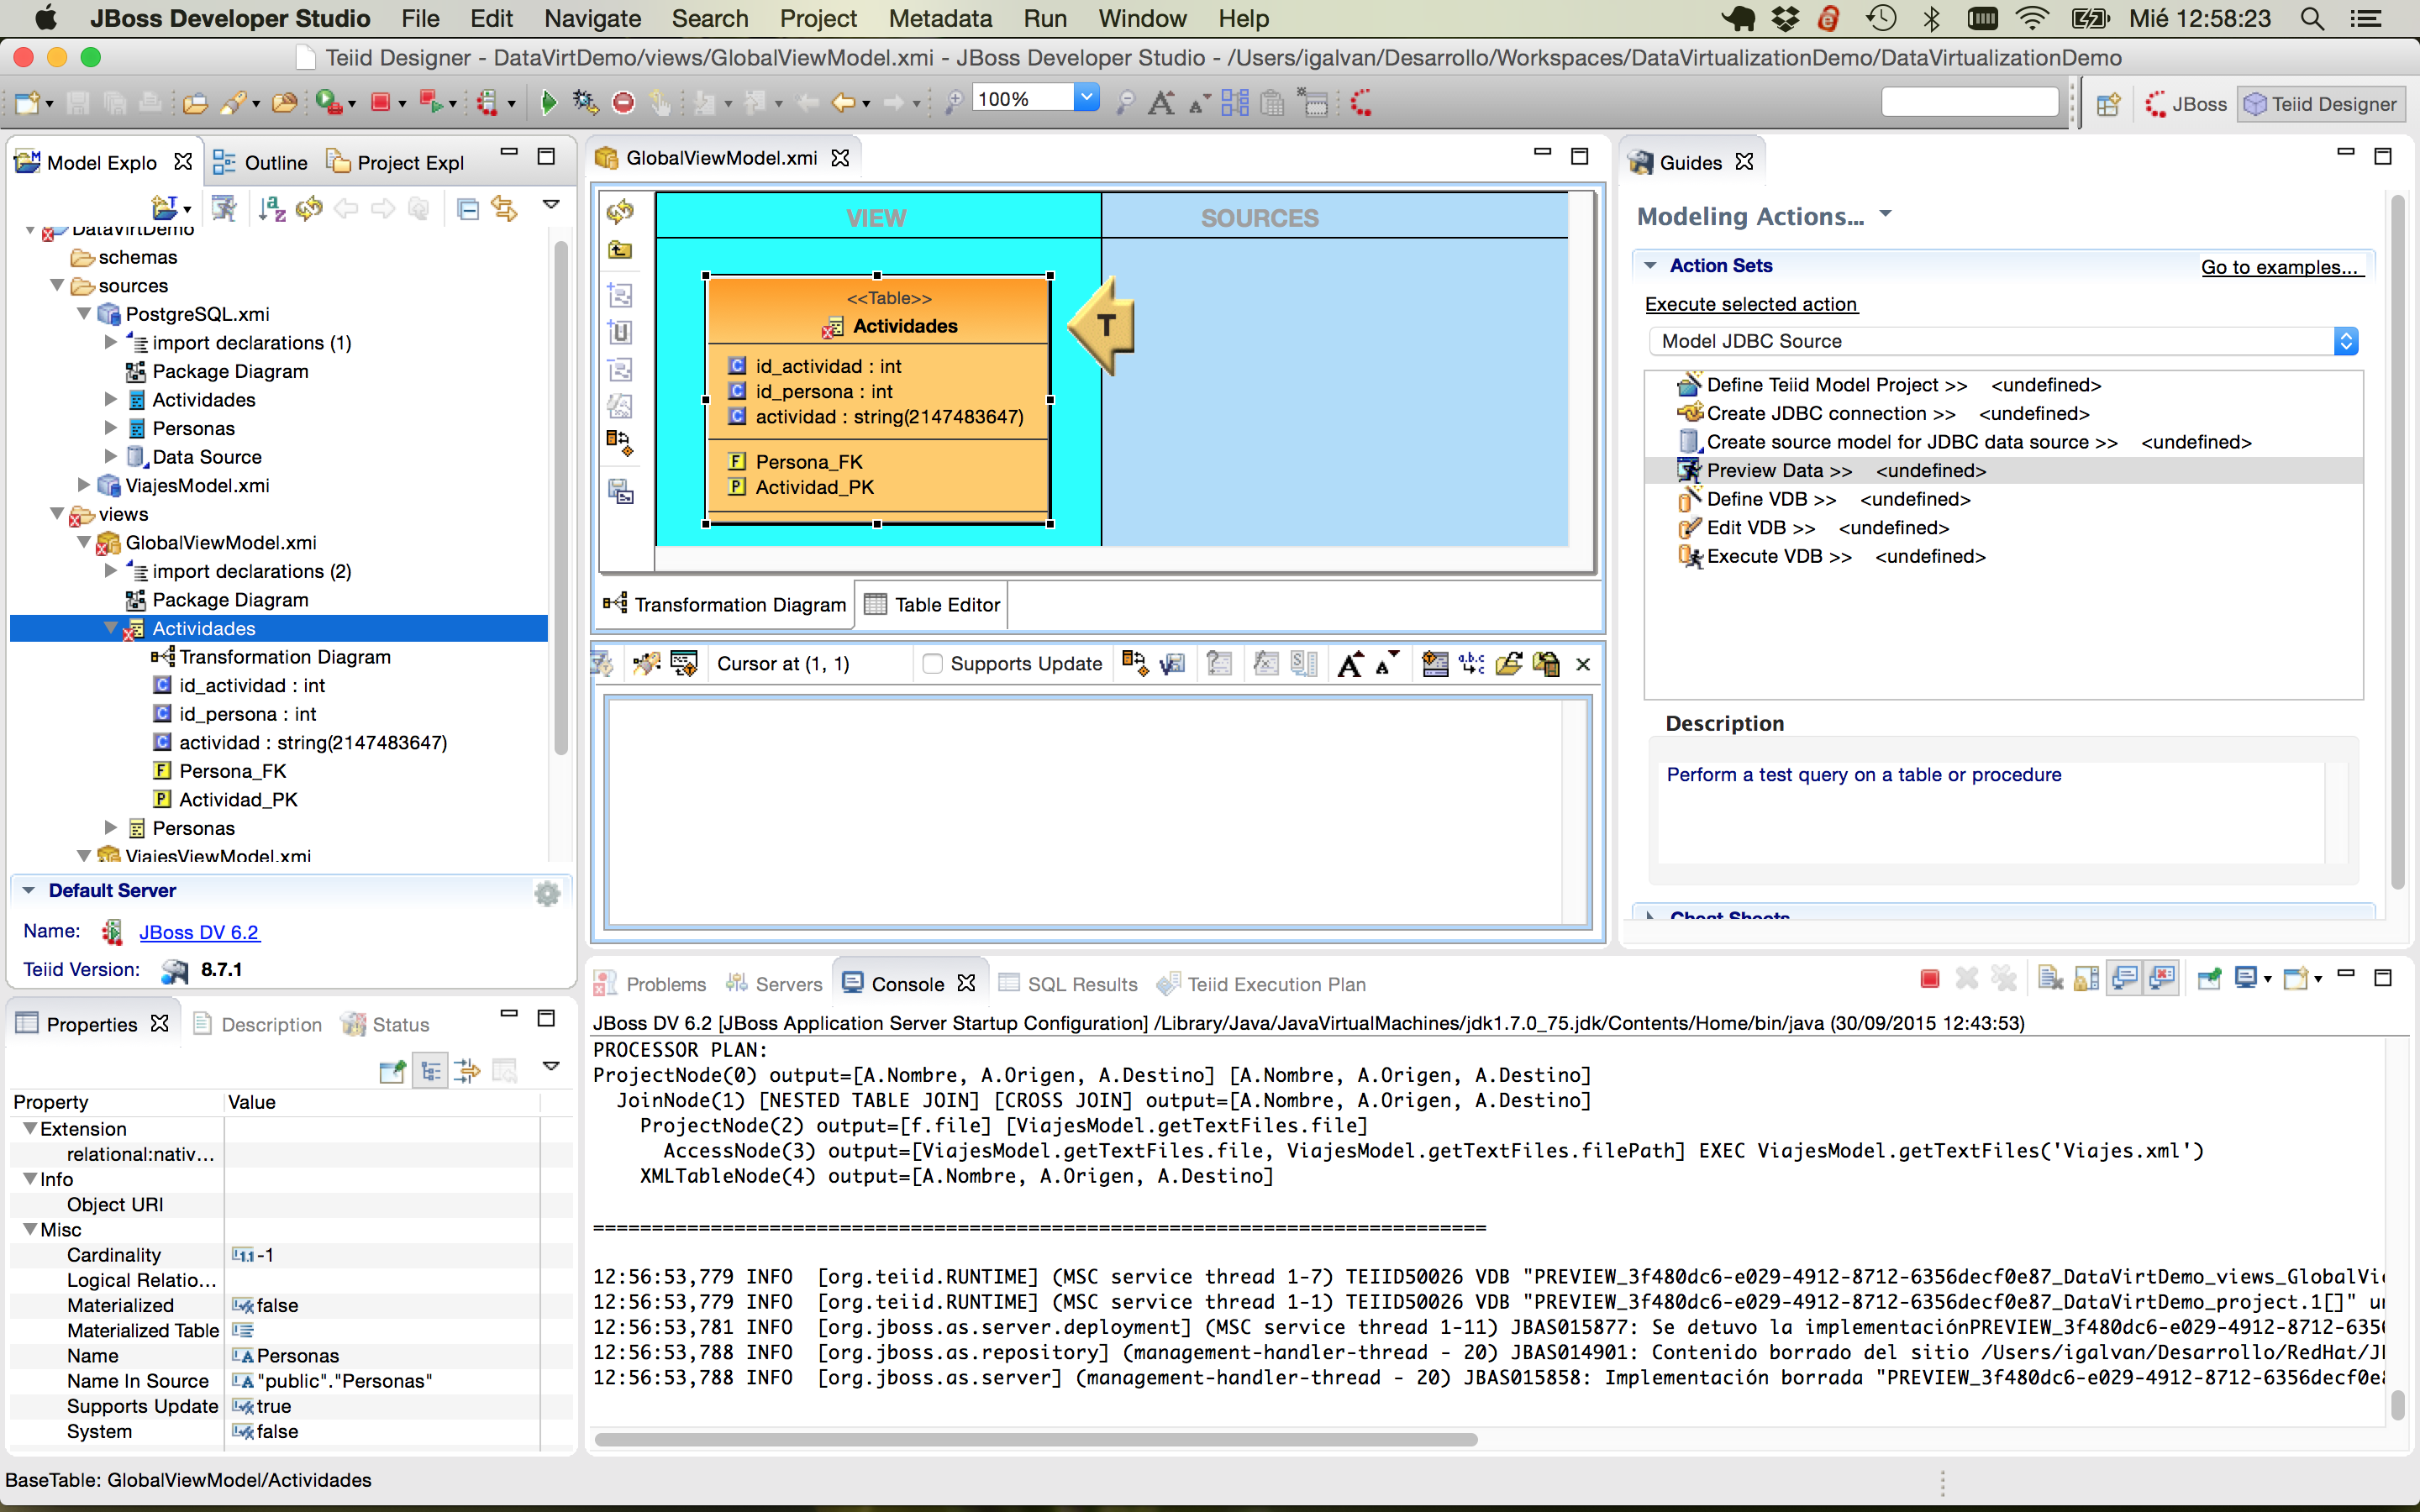 JBoss Developer Studio File Edit Navigate Search Project Metadata Run Window Help Mié 12:58:23
Teiid Designer - DataVirtDemo/views/GlobalViewModel.xmi - JBoss Developer Studio - /Users/igalvan/Desarrollo/Workspaces/DataVirtualizationDemo/DataVirtualizationDemo
100% JBoss Teiid Designer
Model Explo Outline Project Expl
DataVirtDemo
schemas
sources
PostgreSQL.xmi
import declarations (1)
Package Diagram
Actividades
Personas
Data Source
ViajesModel.xmi
views
GlobalViewModel.xmi
import declarations (2)
Package Diagram
Actividades
Transformation Diagram
id_actividad : int
id_persona : int
actividad : string(2147483647)
Persona_FK
Actividad_PK
Personas
ViajesViewModel.xmi
Default Server
Name: JBoss DV 6.2
Teiid Version: 8.7.1
GlobalViewModel.xmi
VIEW SOURCES
<<Table>>
Actividades
id_actividad : int
id_persona : int
actividad : string(2147483647)
Persona_FK
Actividad_PK
T
Transformation Diagram Table Editor
Cursor at (1, 1) Supports Update
Guides
Modeling Actions...
Action Sets Go to examples...
Execute selected action
Model JDBC Source
Define Teiid Model Project >> <undefined>
Create JDBC connection >> <undefined>
Create source model for JDBC data source >> <undefined>
Preview Data >> <undefined>
Define VDB >> <undefined>
Edit VDB >> <undefined>
Execute VDB >> <undefined>
Description
Perform a test query on a table or procedure
Cheat Sheets
Properties Description Status
Property Value
Extension
relational:nativ...
Info
Object URI
Misc
Cardinality -1
Logical Relatio...
Materialized false
Materialized Table
Name Personas
Name In Source "public"."Personas"
Supports Update true
System false
Problems Servers Console SQL Results Teiid Execution Plan
JBoss DV 6.2 [JBoss Application Server Startup Configuration] /Library/Java/JavaVirtualMachines/jdk1.7.0_75.jdk/Contents/Home/bin/java (30/09/2015 12:43:53)
PROCESSOR PLAN:
ProjectNode(0) output=[A.Nombre, A.Origen, A.Destino] [A.Nombre, A.Origen, A.Destino]
JoinNode(1) [NESTED TABLE JOIN] [CROSS JOIN] output=[A.Nombre, A.Origen, A.Destino]
ProjectNode(2) output=[f.file] [ViajesModel.getTextFiles.file]
AccessNode(3) output=[ViajesModel.getTextFiles.file, ViajesModel.getTextFiles.filePath] EXEC ViajesModel.getTextFiles('Viajes.xml')
XMLTableNode(4) output=[A.Nombre, A.Origen, A.Destino]
============================================================================
12:56:53,779 INFO [org.teiid.RUNTIME] (MSC service thread 1-7) TEIID50026 VDB "PREVIEW_3f480dc6-e029-4912-8712-6356decf0e87_DataVirtDemo_views_GlobalVi
12:56:53,779 INFO [org.teiid.RUNTIME] (MSC service thread 1-1) TEIID50026 VDB "PREVIEW_3f480dc6-e029-4912-8712-6356decf0e87_DataVirtDemo_project.1[]" u
12:56:53,781 INFO [org.jboss.as.server.deployment] (MSC service thread 1-11) JBAS015877: Se detuvo la implementaciónPREVIEW_3f480dc6-e029-4912-8712-635
12:56:53,788 INFO [org.jboss.as.repository] (management-handler-thread - 20) JBAS014901: Contenido borrado del sitio /Users/igalvan/Desarrollo/RedHat/J
12:56:53,788 INFO [org.jboss.as.server] (management-handler-thread - 20) JBAS015858: Implementación borrada "PREVIEW_3f480dc6-e029-4912-8712-6356decf0e
BaseTable: GlobalViewModel/Actividades